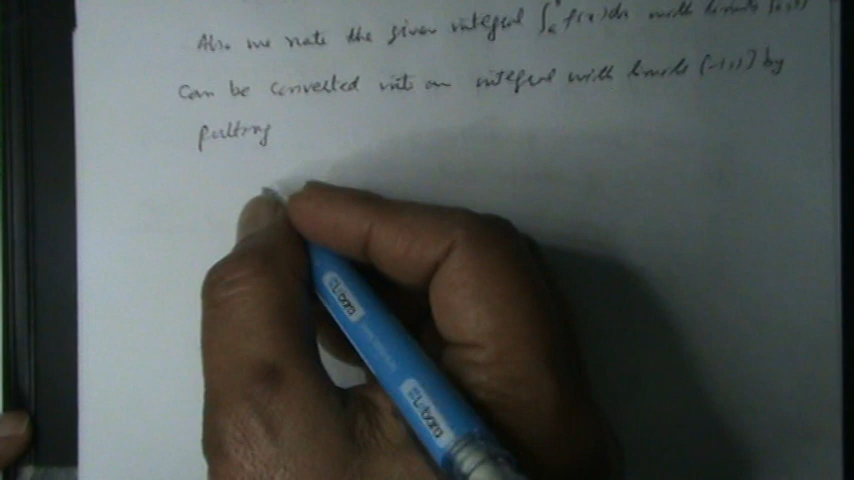 Also we note the given integral ∫ₐᵇ f(x)dx with limits (a,b)
Can be converted into an integral with limits (-1,1) by
putting